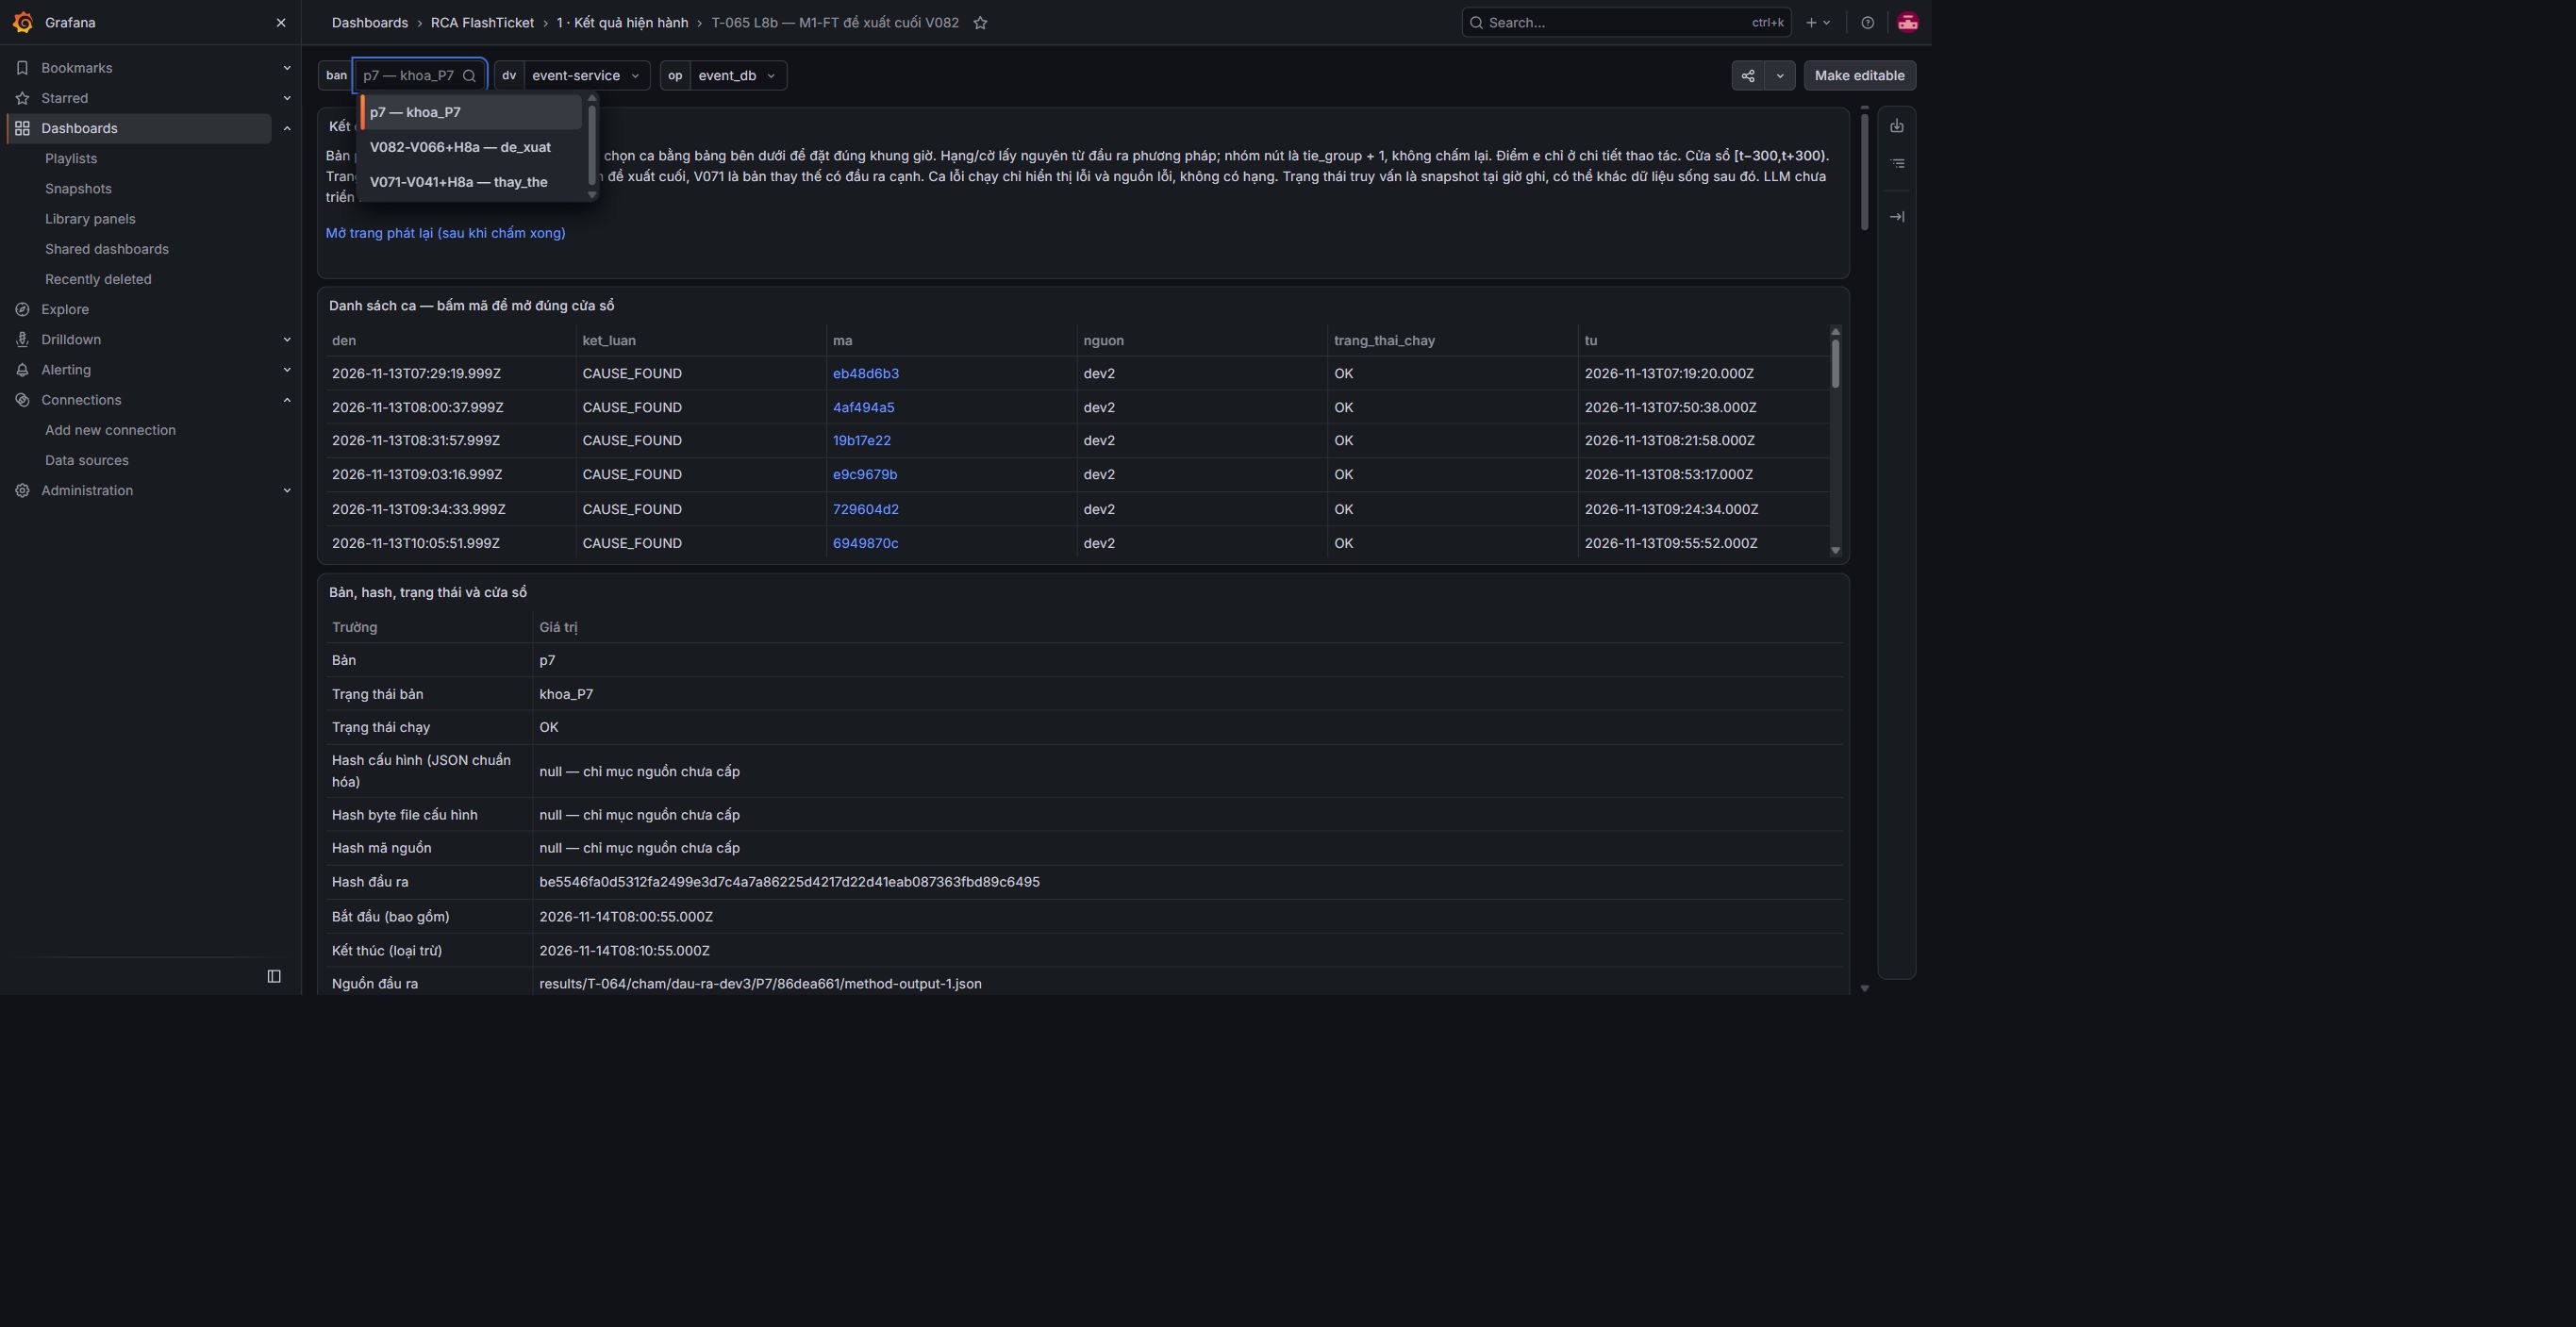 Grafana
Dashboards › RCA FlashTicket › 1 · Kết quả hiện hành › T-065 L8b — M1-FT đề xuất cuối V082
Search...
ctrl+k
Bookmarks
Starred
Dashboards
Playlists
Snapshots
Library panels
Shared dashboards
Recently deleted
Explore
Drilldown
Alerting
Connections
Add new connection
Data sources
Administration
ban p7 — khoa_P7 dv event-service op event_db
Make editable
p7 — khoa_P7
V082-V066+H8a — de_xuat
V071-V041+H8a — thay_the
Kết
Bản chọn ca bằng bảng bên dưới để đặt đúng khung giờ. Hạng/cờ lấy nguyên từ đầu ra phương pháp; nhóm nút là tie_group + 1, không chấm lại. Điểm e chỉ ở chi tiết thao tác. Cửa sổ [t−300,t+300).
Tran đề xuất cuối, V071 là bản thay thế có đầu ra cạnh. Ca lỗi chạy chỉ hiển thị lỗi và nguồn lỗi, không có hạng. Trạng thái truy vấn là snapshot tại giờ ghi, có thể khác dữ liệu sống sau đó. LLM chưa
triển
Mở trang phát lại (sau khi chấm xong)
Danh sách ca — bấm mã để mở đúng cửa sổ
den ket_luan ma nguon trang_thai_chay tu
2026-11-13T07:29:19.999Z CAUSE_FOUND eb48d6b3 dev2 OK 2026-11-13T07:19:20.000Z
2026-11-13T08:00:37.999Z CAUSE_FOUND 4af494a5 dev2 OK 2026-11-13T07:50:38.000Z
2026-11-13T08:31:57.999Z CAUSE_FOUND 19b17e22 dev2 OK 2026-11-13T08:21:58.000Z
2026-11-13T09:03:16.999Z CAUSE_FOUND e9c9679b dev2 OK 2026-11-13T08:53:17.000Z
2026-11-13T09:34:33.999Z CAUSE_FOUND 729604d2 dev2 OK 2026-11-13T09:24:34.000Z
2026-11-13T10:05:51.999Z CAUSE_FOUND 6949870c dev2 OK 2026-11-13T09:55:52.000Z
Bản, hash, trạng thái và cửa sổ
Trường Giá trị
Bản p7
Trạng thái bản khoa_P7
Trạng thái chạy OK
Hash cấu hình (JSON chuẩn hóa) null — chỉ mục nguồn chưa cấp
Hash byte file cấu hình null — chỉ mục nguồn chưa cấp
Hash mã nguồn null — chỉ mục nguồn chưa cấp
Hash đầu ra be5546fa0d5312fa2499e3d7c4a7a86225d4217d22d41eab087363fbd89c6495
Bắt đầu (bao gồm) 2026-11-14T08:00:55.000Z
Kết thúc (loại trừ) 2026-11-14T08:10:55.000Z
Nguồn đầu ra results/T-064/cham/dau-ra-dev3/P7/86dea661/method-output-1.json